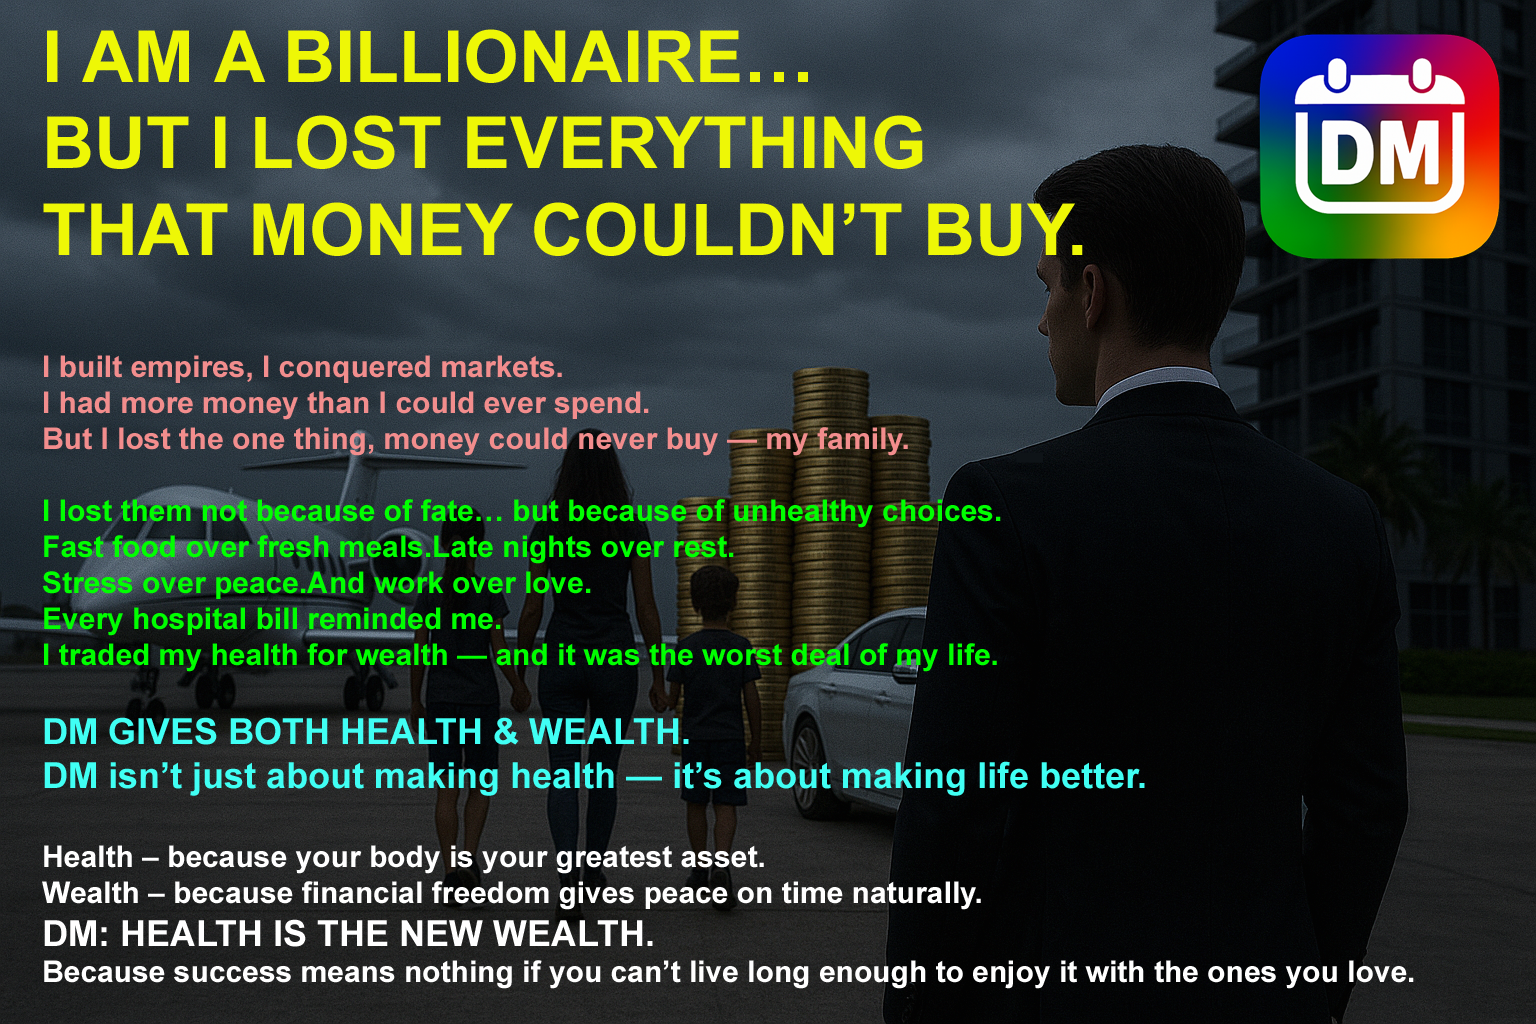 I AM A BILLIONAIRE…
BUT I LOST EVERYTHING
THAT MONEY COULDN’T BUY.
DM
I built empires, I conquered markets.
I had more money than I could ever spend.
But I lost the one thing, money could never buy — my family.
I lost them not because of fate… but because of unhealthy choices.
Fast food over fresh meals.Late nights over rest.
Stress over peace.And work over love.
Every hospital bill reminded me.
I traded my health for wealth — and it was the worst deal of my life.
DM GIVES BOTH HEALTH & WEALTH.
DM isn’t just about making health — it’s about making life better.
Health – because your body is your greatest asset.
Wealth – because financial freedom gives peace on time naturally.
DM: HEALTH IS THE NEW WEALTH.
Because success means nothing if you can’t live long enough to enjoy it with the ones you love.